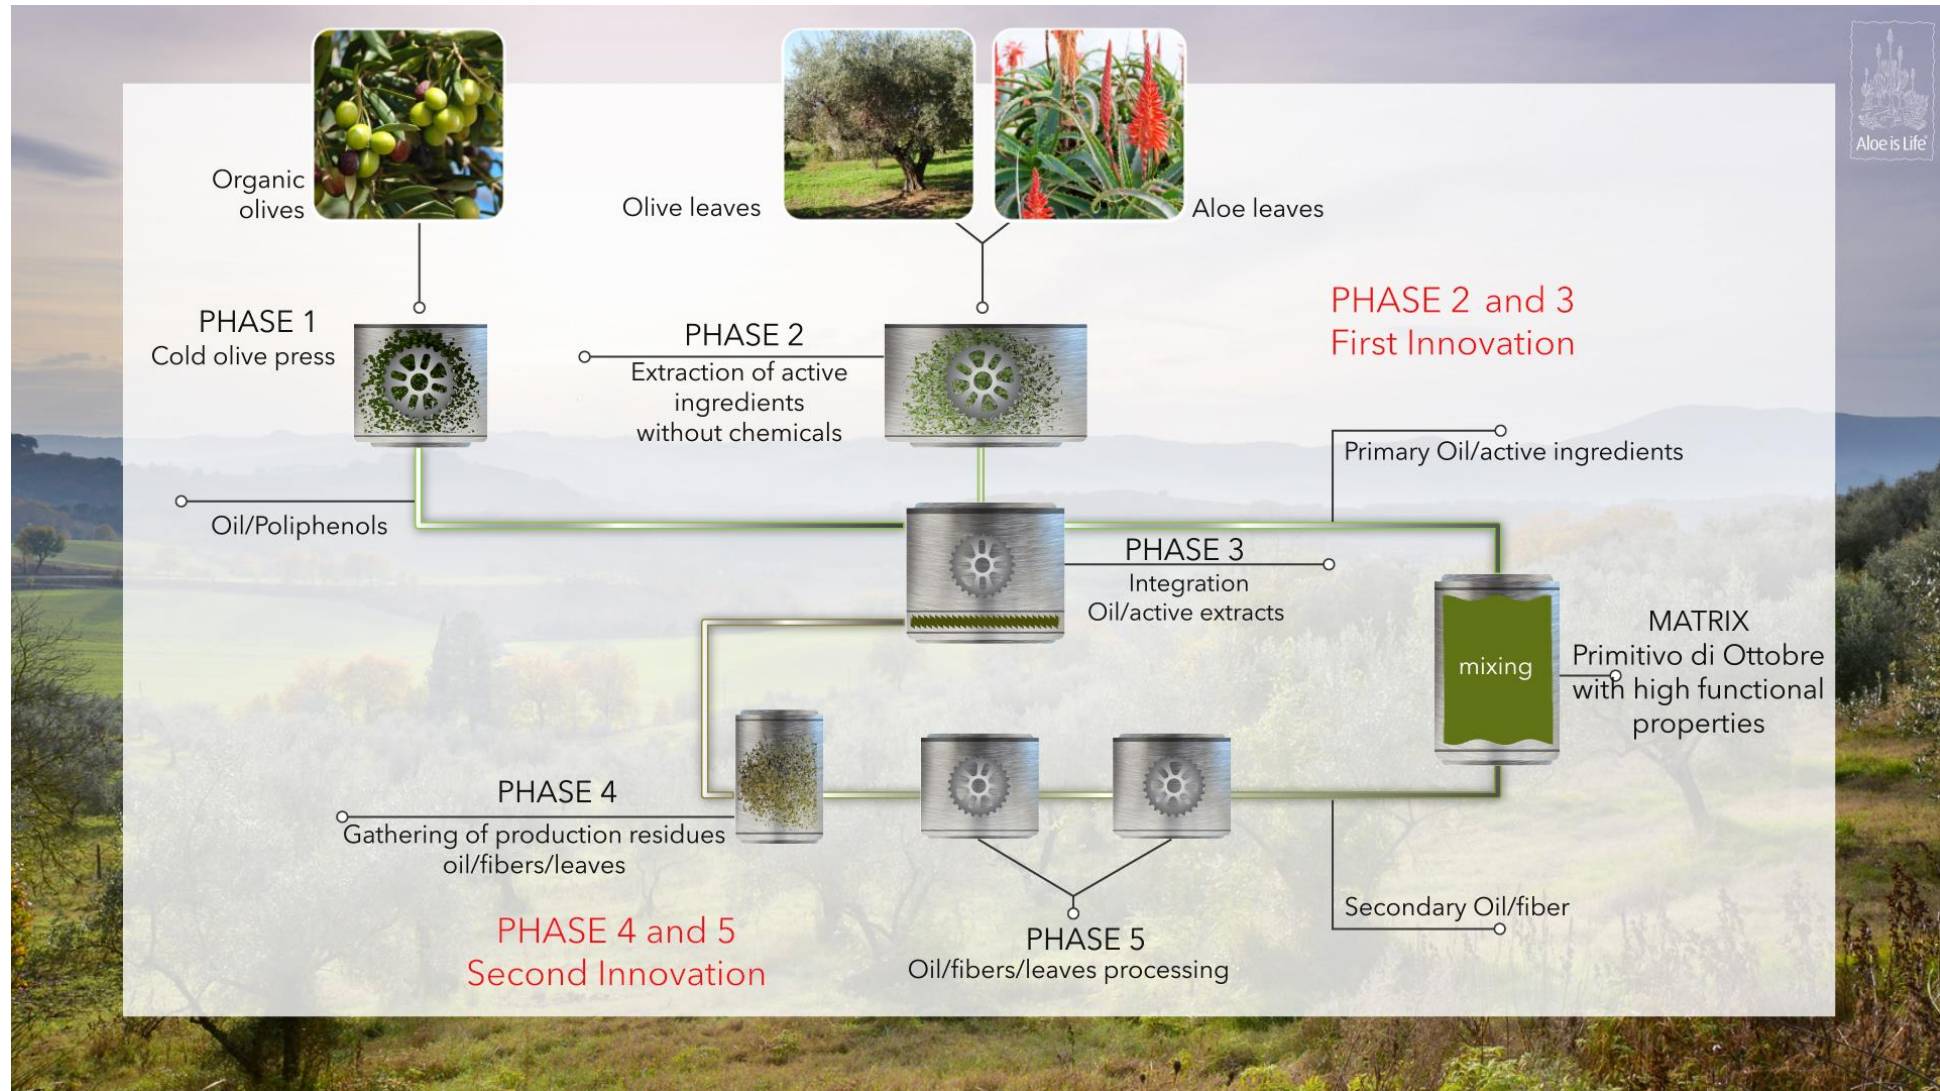 Aloe is Life
Organic
olives
Olive leaves
Aloe leaves
PHASE 1
Cold olive press
PHASE 2
Extraction of active
ingredients
without chemicals
PHASE 2 and 3
First Innovation
Primary Oil/active ingredients
Oil/Poliphenols
PHASE 3
Integration
Oil/active extracts
mixing
MATRIX
Primitivo di Ottobre
with high functional
properties
PHASE 4
Gathering of production residues
oil/fibers/leaves
PHASE 4 and 5
Second Innovation
PHASE 5
Oil/fibers/leaves processing
Secondary Oil/fiber